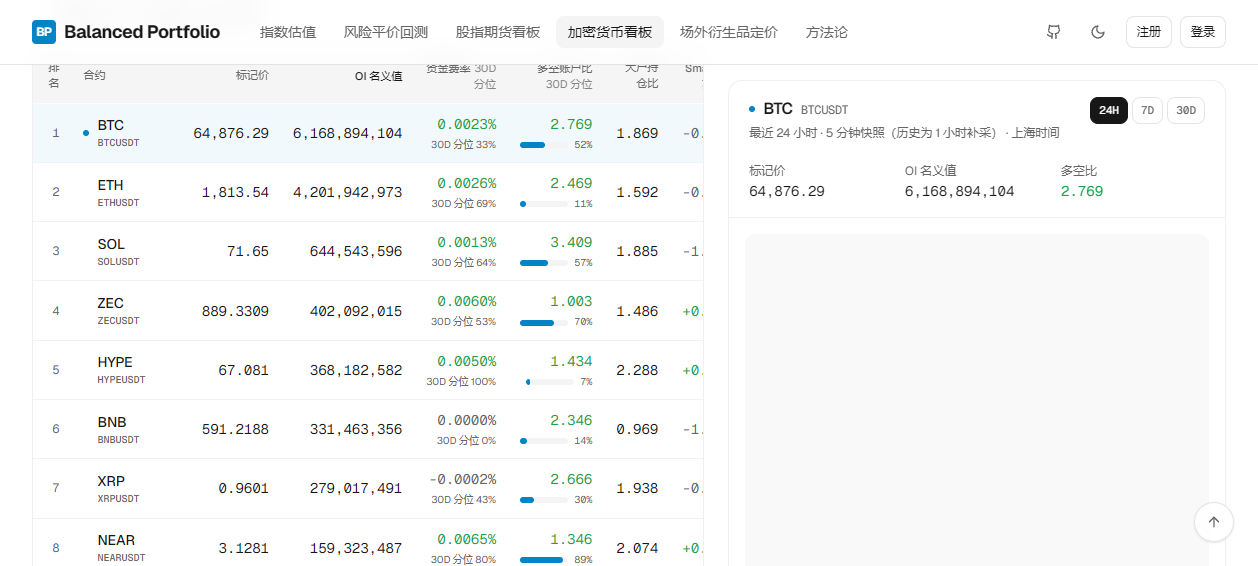 BP Balanced Portfolio 指数估值 风险平价回测 股指期货看板 加密货币看板 场外衍生品定价 方法论 注册 登录
排名 合约 标记价 OI 名义值 资金费率 30D 分位 多空账户比 30D 分位 大户持仓比
1 BTC BTCUSDT 64,876.29 6,168,894,104 0.0023% 30D 分位 33% 2.769 52% 1.869 -0.
2 ETH ETHUSDT 1,813.54 4,201,942,973 0.0026% 30D 分位 69% 2.469 11% 1.592 -0.
3 SOL SOLUSDT 71.65 644,543,596 0.0013% 30D 分位 64% 3.409 57% 1.885 -1.
4 ZEC ZECUSDT 889.3309 402,092,015 0.0060% 30D 分位 53% 1.003 70% 1.486 +0.
5 HYPE HYPEUSDT 67.081 368,182,582 0.0050% 30D 分位 100% 1.434 7% 2.288 +0.
6 BNB BNBUSDT 591.2188 331,463,356 0.0000% 30D 分位 0% 2.346 14% 0.969 -1.
7 XRP XRPUSDT 0.9601 279,017,491 -0.0002% 30D 分位 43% 2.666 30% 1.938 -0.
8 NEAR NEARUSDT 3.1281 159,323,487 0.0065% 30D 分位 80% 1.346 89% 2.074 +0.
BTC BTCUSDT 24H 7D 30D
最近 24 小时 · 5 分钟快照（历史为 1 小时补采） · 上海时间
标记价 OI 名义值 多空比
64,876.29 6,168,894,104 2.769